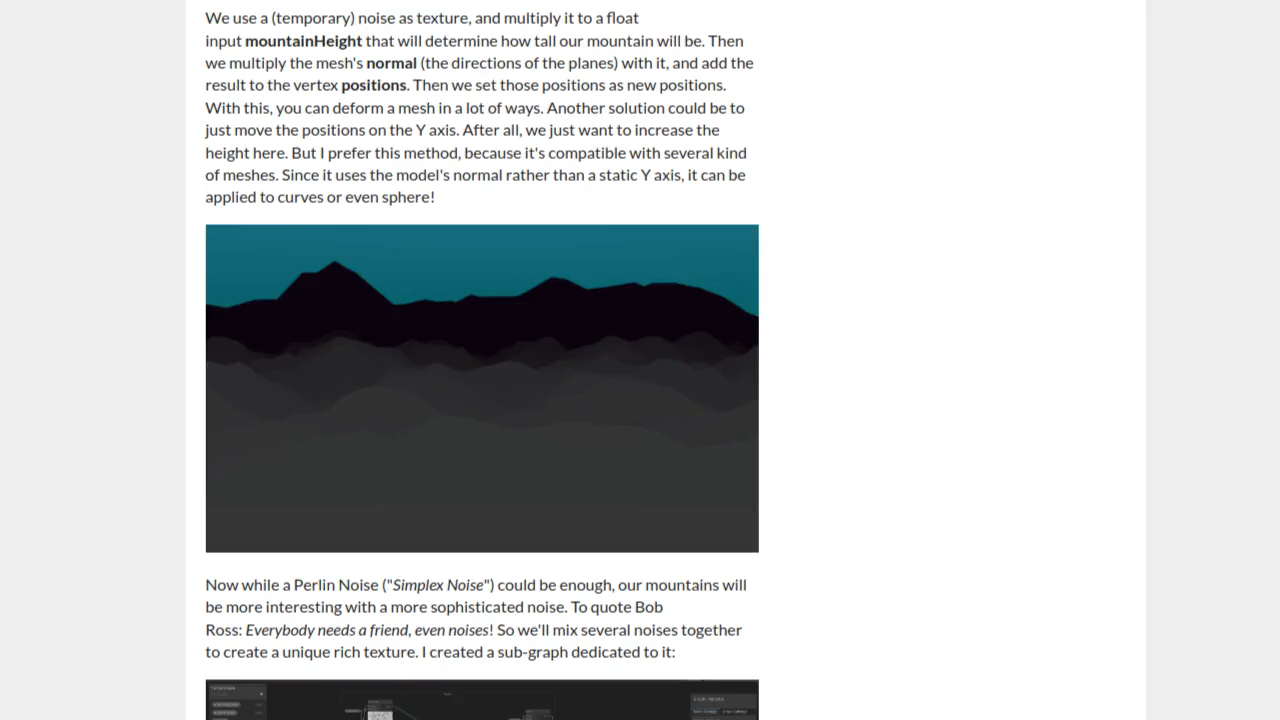 We use a (temporary) noise as texture, and multiply it to a float
input mountainHeight that will determine how tall our mountain will be. Then
we multiply the mesh's normal (the directions of the planes) with it, and add the
result to the vertex positions. Then we set those positions as new positions.
With this, you can deform a mesh in a lot of ways. Another solution could be to
just move the positions on the Y axis. After all, we just want to increase the
height here. But I prefer this method, because it's compatible with several kind
of meshes. Since it uses the model's normal rather than a static Y axis, it can be
applied to curves or even sphere!
Now while a Perlin Noise ("Simplex Noise") could be enough, our mountains will
be more interesting with a more sophisticated noise. To quote Bob
Ross: Everybody needs a friend, even noises! So we'll mix several noises together
to create a unique rich texture. I created a sub-graph dedicated to it: